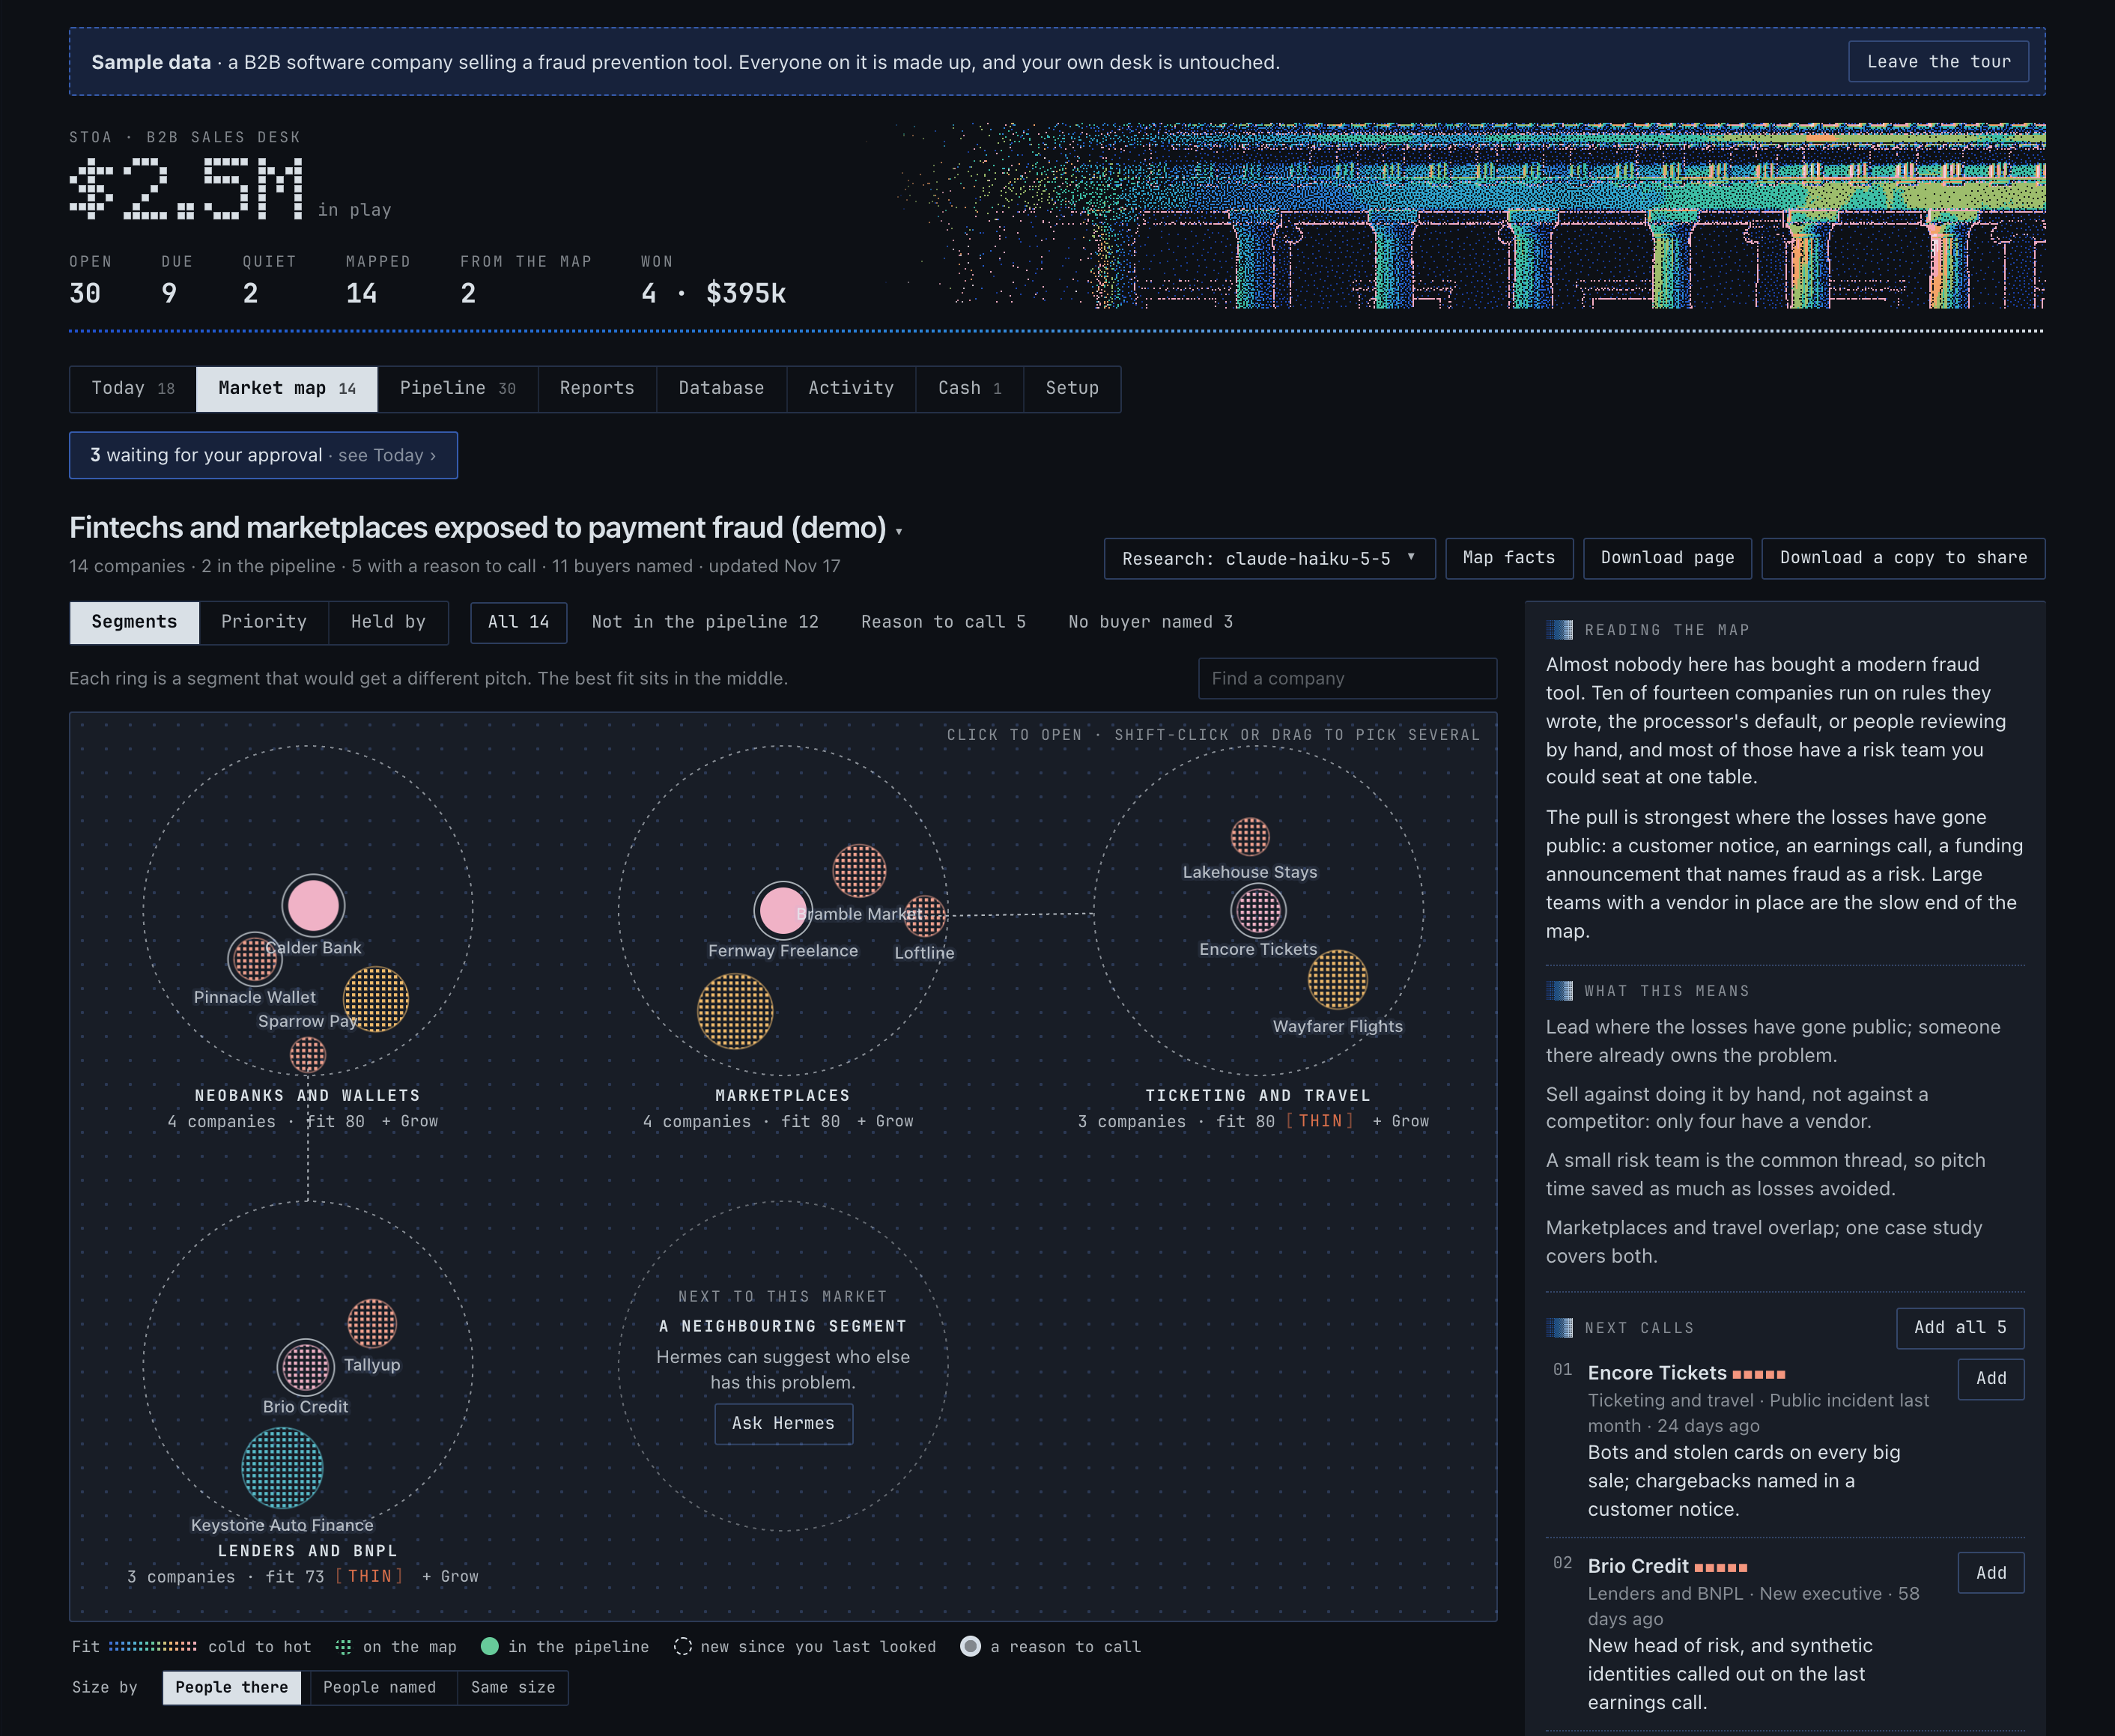 Sample data · a B2B software company selling a fraud prevention tool. Everyone on it is made up, and your own desk is untouched.
Leave the tour
STOA · B2B SALES DESK
$2.5M in play
OPEN DUE QUIET MAPPED FROM THE MAP WON
30 9 2 14 2 4 · $395k
Today 18 Market map 14 Pipeline 30 Reports Database Activity Cash 1 Setup
3 waiting for your approval · see Today ›
Fintechs and marketplaces exposed to payment fraud (demo) ▾
14 companies · 2 in the pipeline · 5 with a reason to call · 11 buyers named · updated Nov 17
Research: claude-haiku-5-5 ▾ Map facts Download page Download a copy to share
Segments Priority Held by All 14 Not in the pipeline 12 Reason to call 5 No buyer named 3
Each ring is a segment that would get a different pitch. The best fit sits in the middle.
Find a company
CLICK TO OPEN · SHIFT-CLICK OR DRAG TO PICK SEVERAL
Calder Bank
Pinnacle Wallet
Sparrow Pay
NEOBANKS AND WALLETS
4 companies · fit 80 + Grow
Bramble Market
Fernway Freelance
Loftline
MARKETPLACES
4 companies · fit 80 + Grow
Lakehouse Stays
Encore Tickets
Wayfarer Flights
TICKETING AND TRAVEL
3 companies · fit 80 [THIN] + Grow
Tallyup
Brio Credit
Keystone Auto Finance
LENDERS AND BNPL
3 companies · fit 73 [THIN] + Grow
NEXT TO THIS MARKET
A NEIGHBOURING SEGMENT
Hermes can suggest who else
has this problem.
Ask Hermes
Fit cold to hot on the map in the pipeline new since you last looked a reason to call
Size by People there People named Same size
READING THE MAP
Almost nobody here has bought a modern fraud
tool. Ten of fourteen companies run on rules they
wrote, the processor's default, or people reviewing
by hand, and most of those have a risk team you
could seat at one table.
The pull is strongest where the losses have gone
public: a customer notice, an earnings call, a funding
announcement that names fraud as a risk. Large
teams with a vendor in place are the slow end of the
map.
WHAT THIS MEANS
Lead where the losses have gone public; someone
there already owns the problem.
Sell against doing it by hand, not against a
competitor: only four have a vendor.
A small risk team is the common thread, so pitch
time saved as much as losses avoided.
Marketplaces and travel overlap; one case study
covers both.
NEXT CALLS
Add all 5
01 Encore Tickets
Add
Ticketing and travel · Public incident last
month · 24 days ago
Bots and stolen cards on every big
sale; chargebacks named in a
customer notice.
02 Brio Credit
Add
Lenders and BNPL · New executive · 58
days ago
New head of risk, and synthetic
identities called out on the last
earnings call.